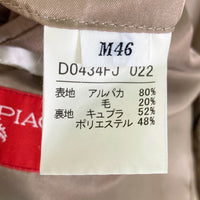 M46
D0434FJ 022
表地 アルパカ 80%
毛 20%
裏地 キュプラ 52%
ポリエステル 48%
PIAG